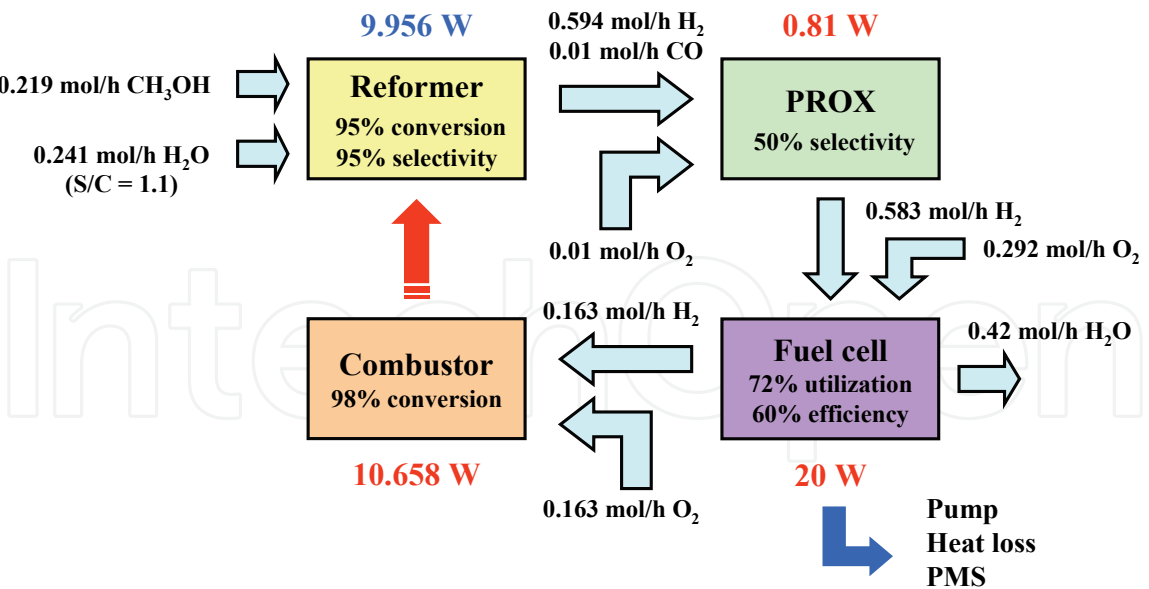 9.956 W
0.594 mol/h H₂
0.01 mol/h CO
0.81 W
0.219 mol/h CH₃OH
0.241 mol/h H₂O
(S/C = 1.1)
Reformer
95% conversion
95% selectivity
PROX
50% selectivity
0.01 mol/h O₂
0.583 mol/h H₂
0.292 mol/h O₂
0.163 mol/h H₂
Combustor
98% conversion
Fuel cell
72% utilization
60% efficiency
0.42 mol/h H₂O
10.658 W
0.163 mol/h O₂
20 W
Pump
Heat loss
PMS
IntechOpen